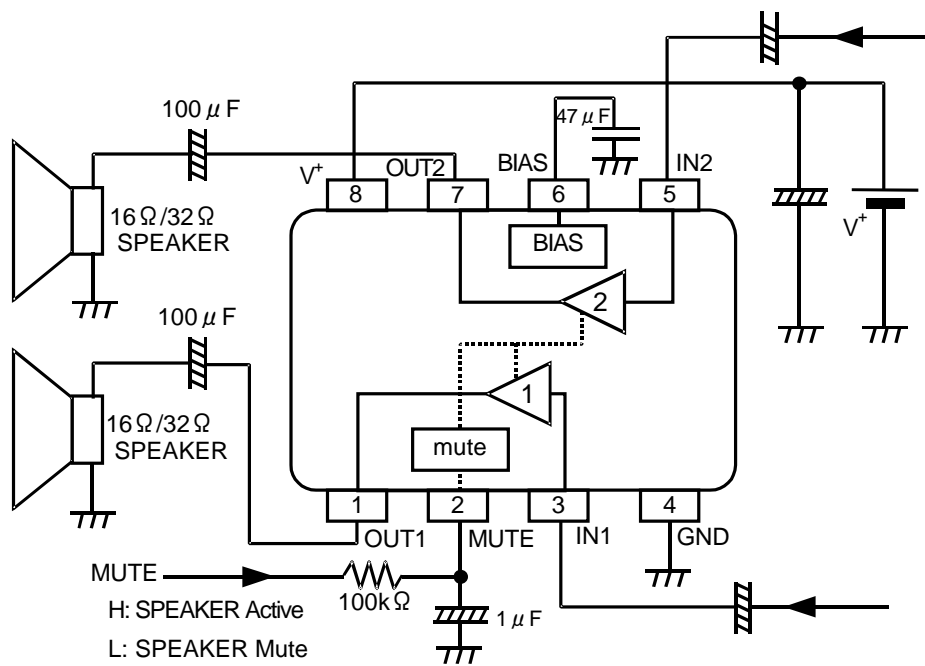 100μF
47μF
V+
OUT2
BIAS
IN2
8
7
6
5
16Ω/32Ω
SPEAKER
BIAS
V+
2
100μF
1
16Ω/32Ω
SPEAKER
mute
1
2
3
4
OUT1
MUTE
IN1
GND
MUTE
100kΩ
H: SPEAKER Active
1μF
L: SPEAKER Mute